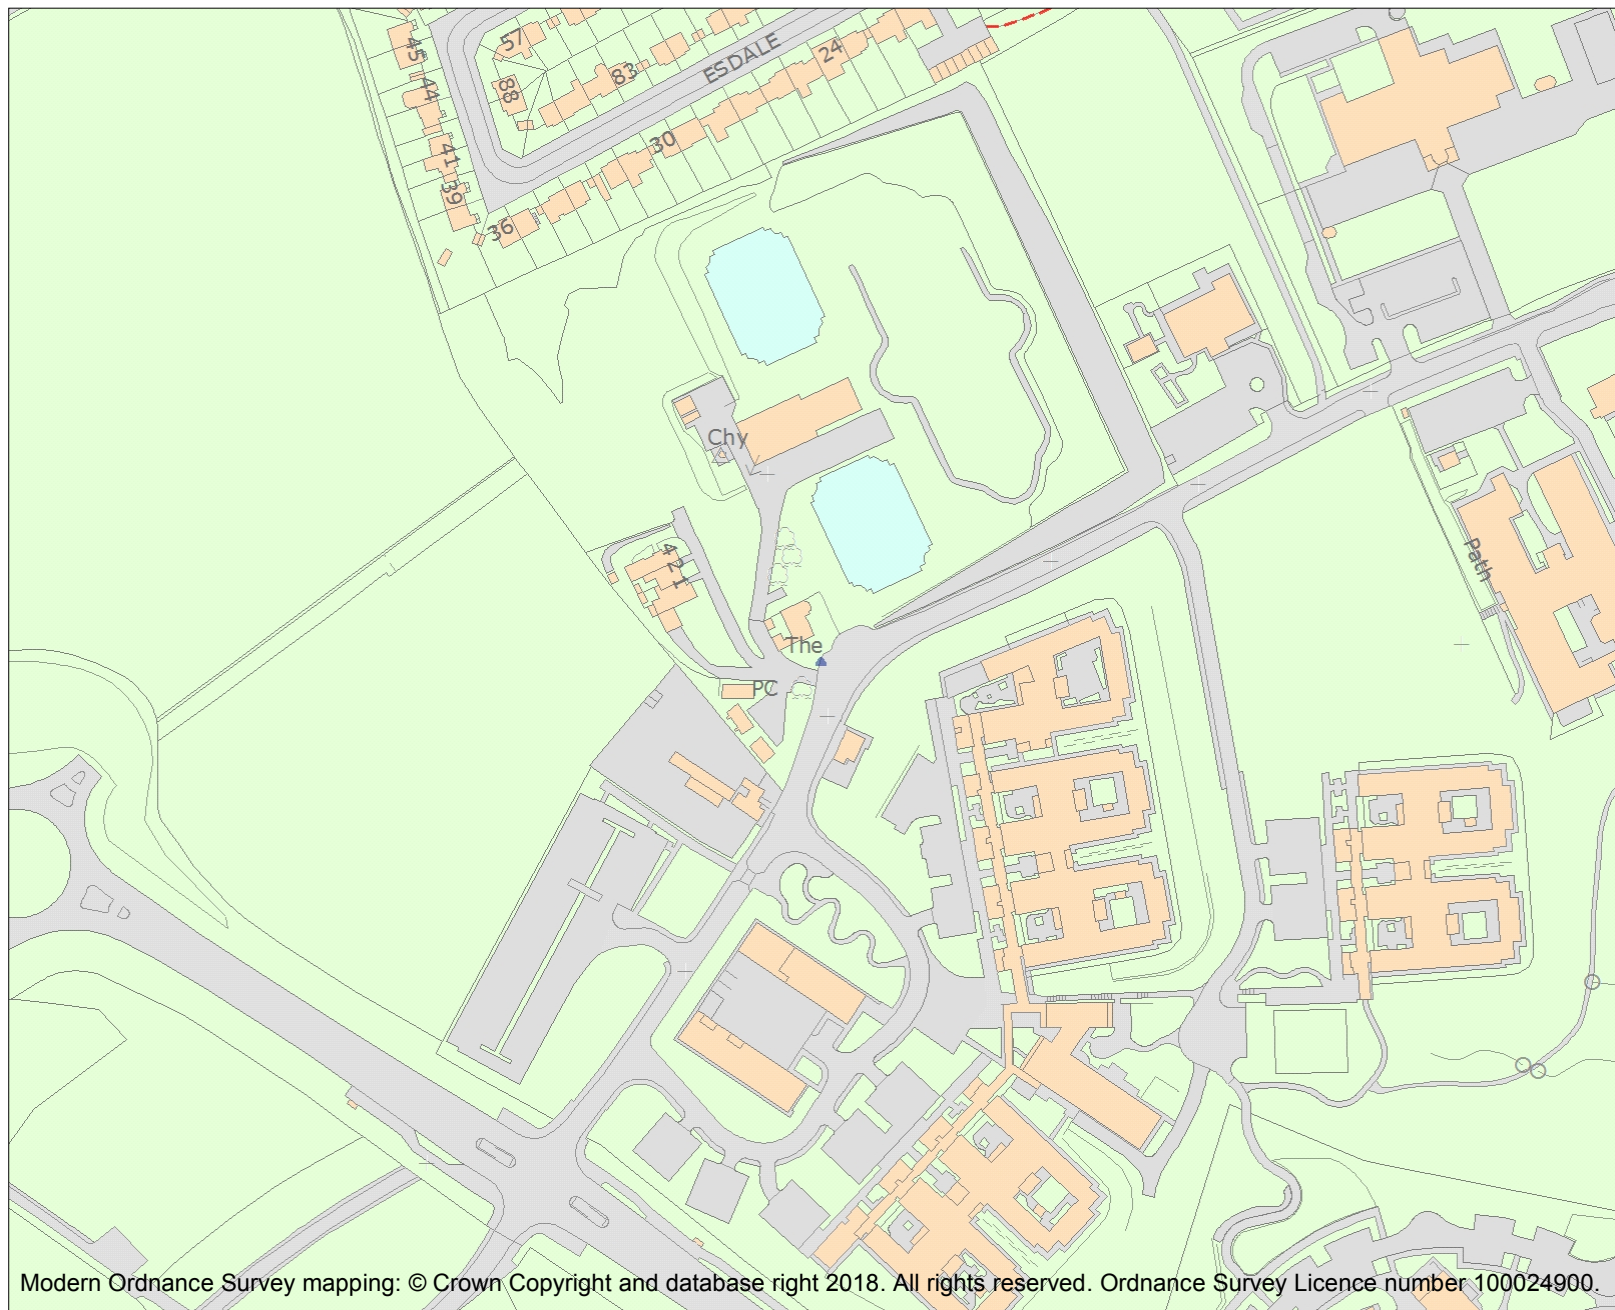 57
45
24
ESDALE
83
44
88
30
41
39
36
Chy
4 2 1
Path
The
PC
Modern Ordnance Survey mapping: © Crown Copyright and database right 2018. All rights reserved. Ordnance Survey Licence number 100024900.